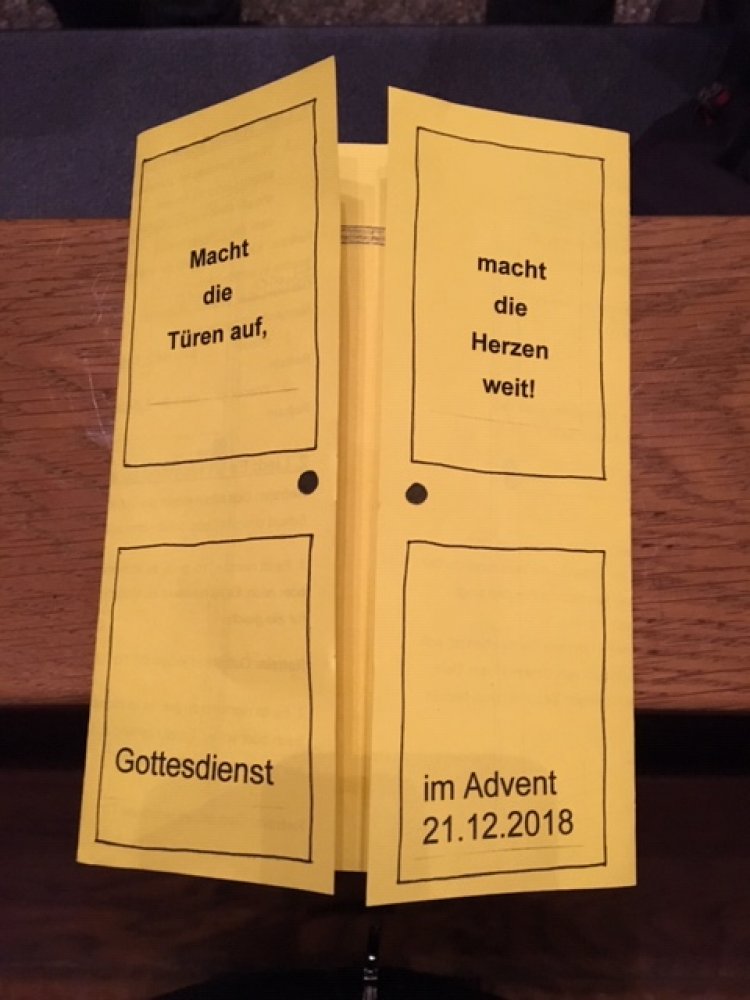 Macht
die
Türen auf,
macht
die
Herzen
weit!
Gottesdienst
im Advent
21.12.2018